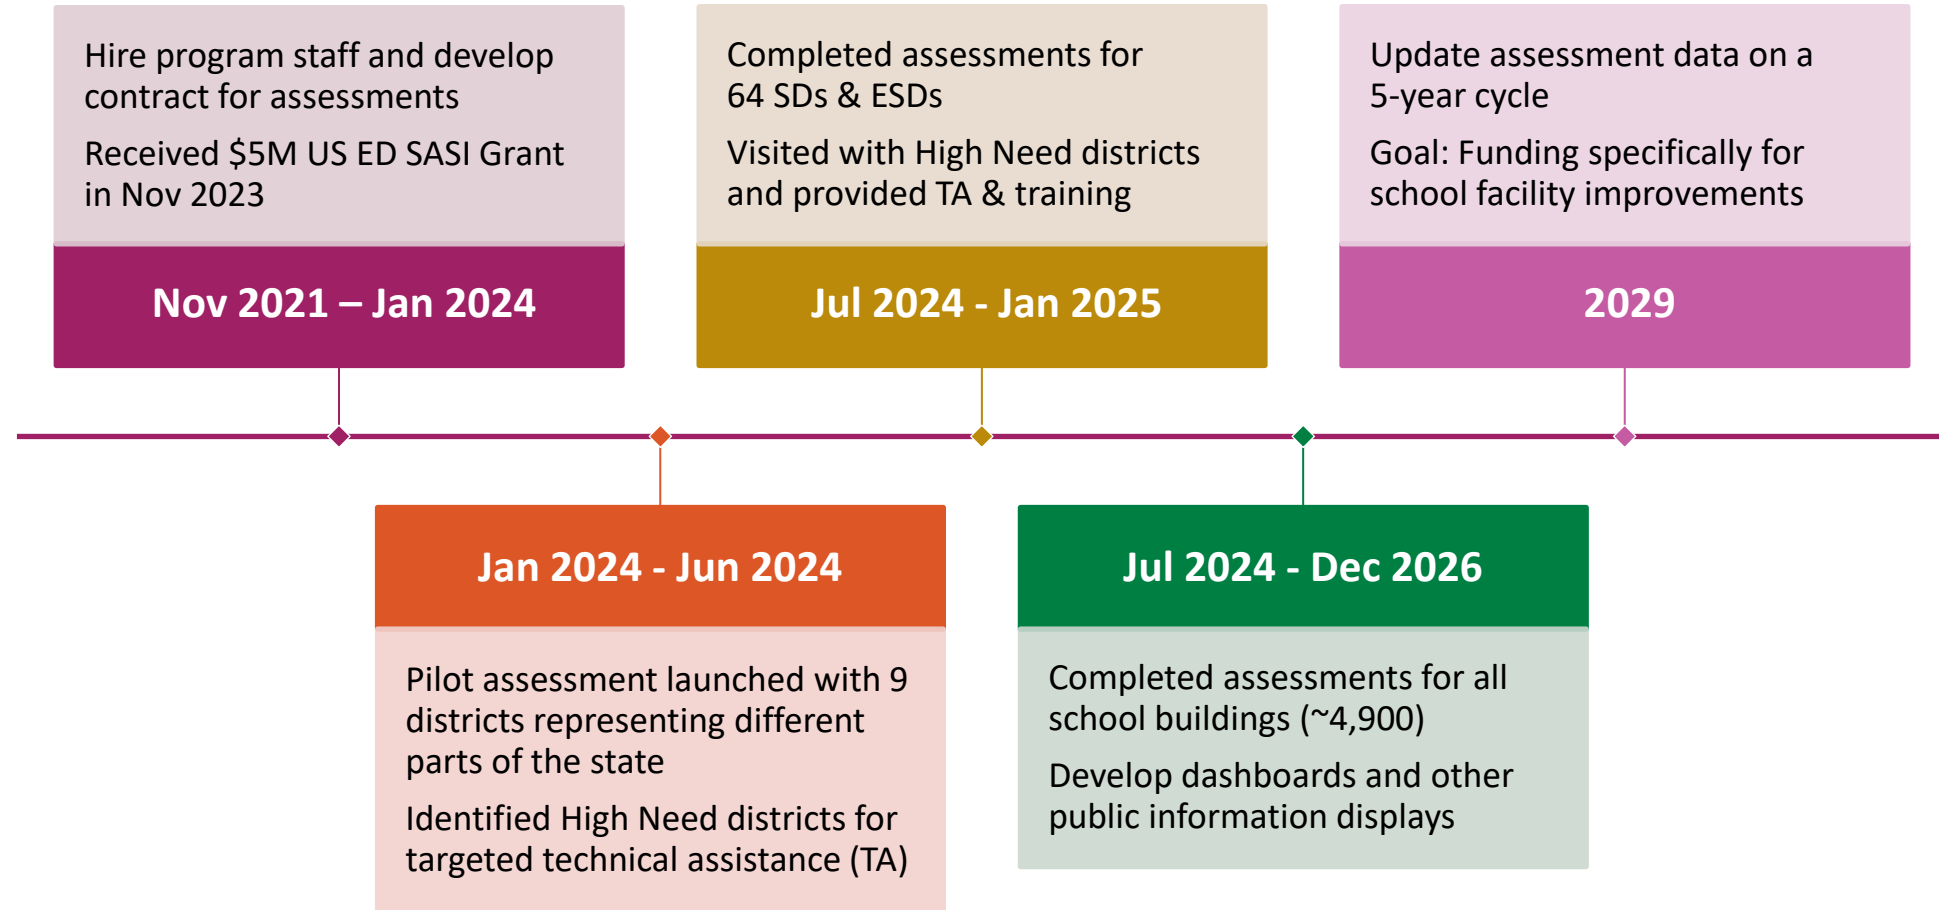 Hire program staff and develop
contract for assessments
Received $5M US ED SASI Grant
in Nov 2023
Nov 2021 – Jan 2024
Jan 2024 - Jun 2024
Pilot assessment launched with 9
districts representing different
parts of the state
Identified High Need districts for
targeted technical assistance (TA)
Completed assessments for
64 SDs & ESDs
Visited with High Need districts
and provided TA & training
Jul 2024 - Jan 2025
Jul 2024 - Dec 2026
Completed assessments for all
school buildings (~4,900)
Develop dashboards and other
public information displays
Update assessment data on a
5-year cycle
Goal: Funding specifically for
school facility improvements
2029